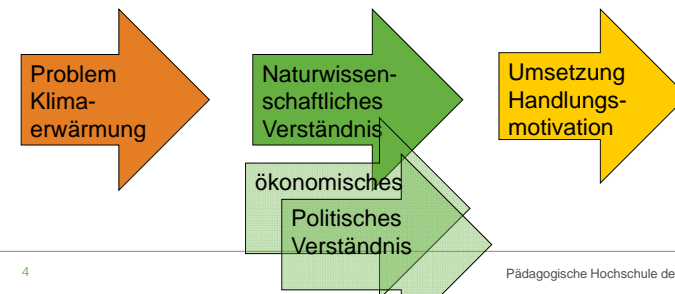 Problem
Klima-
erwärmung
Naturwissen-
schaftliches
Verständnis
ökonomisches
Politisches
Verständnis
Umsetzung
Handlungs-
motivation
4
Pädagogische Hochschule de